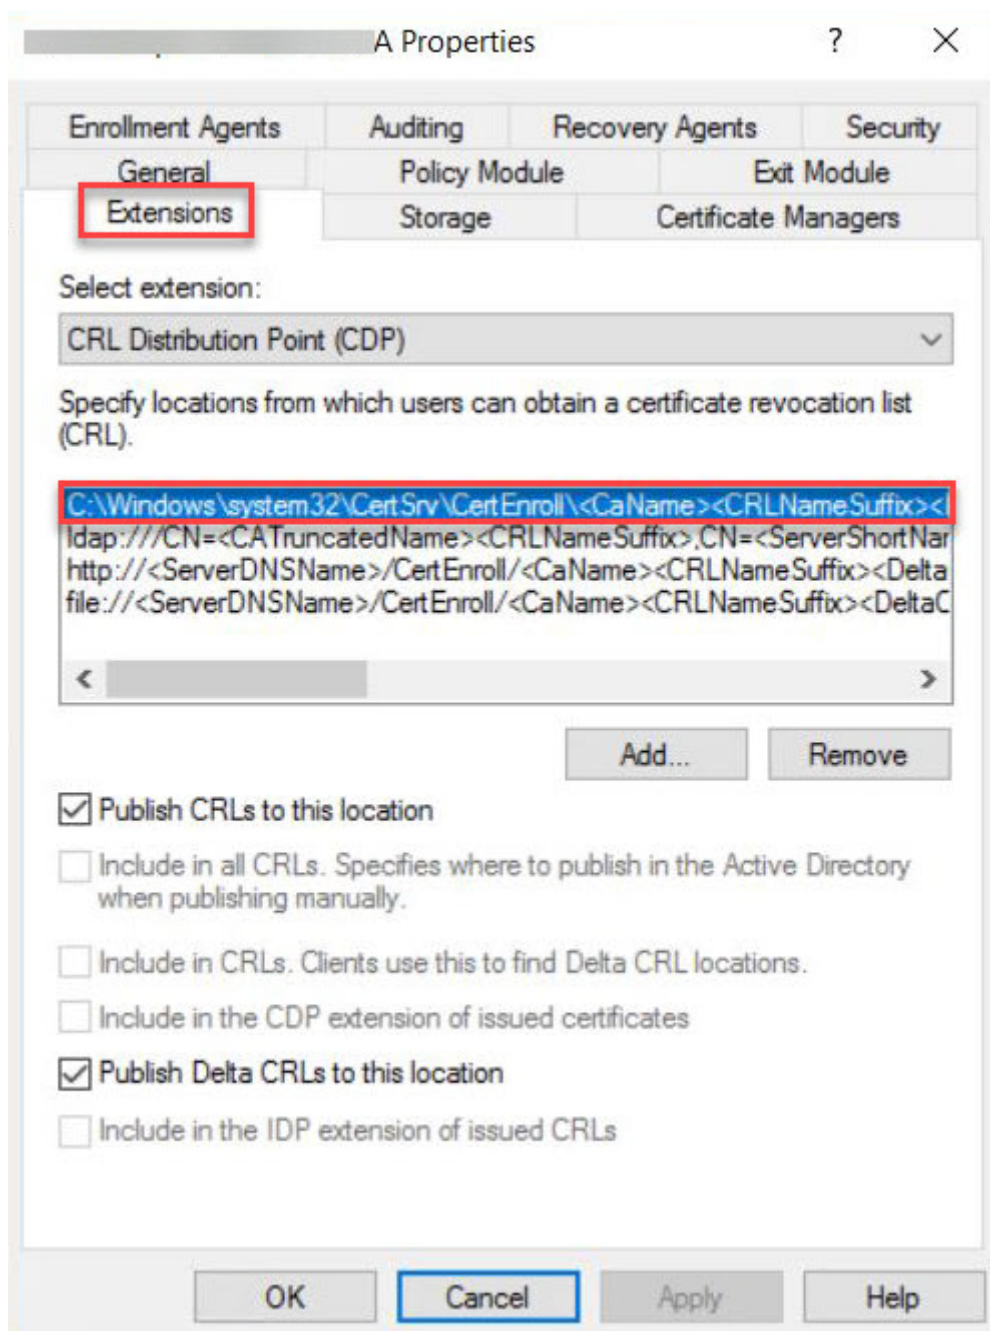 A Properties
Enrollment Agents Auditing Recovery Agents Security
General Policy Module Exit Module
Extensions Storage Certificate Managers
Select extension:
CRL Distribution Point (CDP)
Specify locations from which users can obtain a certificate revocation list
(CRL).
C:\Windows\system32\CertSrv\CertEnroll\<CaName><CRLNameSuffix><
ldap:///CN=<CATruncatedName><CRLNameSuffix>,CN=<ServerShortNar
http://<ServerDNSName>/CertEnroll/<CaName><CRLNameSuffix><Delta
file://<ServerDNSName>/CertEnroll/<CaName><CRLNameSuffix><DeltaC
Add... Remove
Publish CRLs to this location
Include in all CRLs. Specifies where to publish in the Active Directory
when publishing manually.
Include in CRLs. Clients use this to find Delta CRL locations.
Include in the CDP extension of issued certificates
Publish Delta CRLs to this location
Include in the IDP extension of issued CRLs
OK Cancel Apply Help